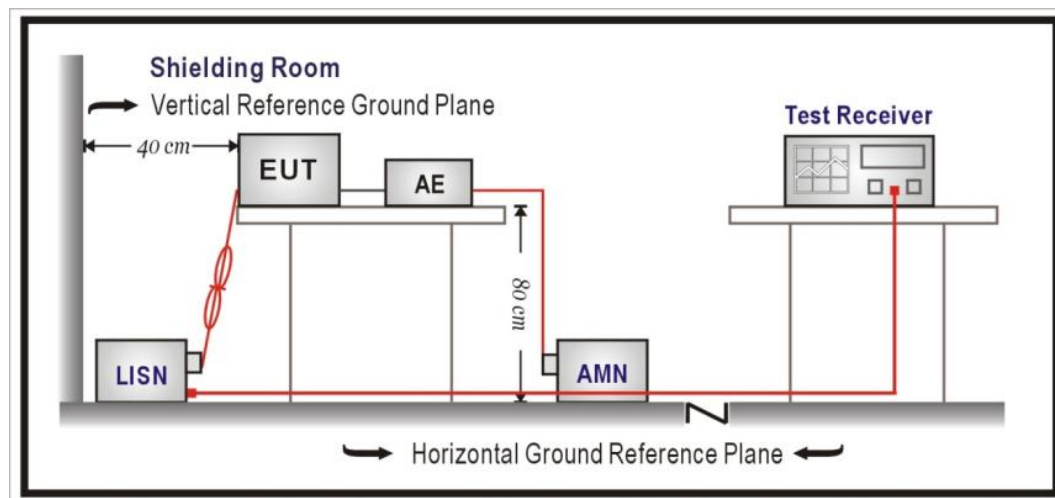 Shielding Room
Vertical Reference Ground Plane
Test Receiver
40 cm
EUT
AE
80 cm
LISN
AMN
Horizontal Ground Reference Plane